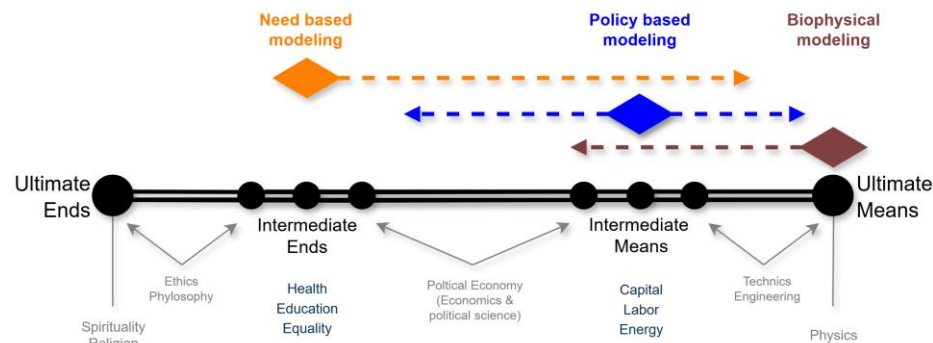 Need based
modeling
Policy based
modeling
Biophysical
modeling
Ultimate
Ends
Ultimate
Means
Intermediate
Ends
Intermediate
Means
Ethics
Phylosophy
Poltical Economy
(Economics &
political science)
Technics
Engineering
Health
Education
Equality
Capital
Labor
Energy
Spirituality
Religion
Physics